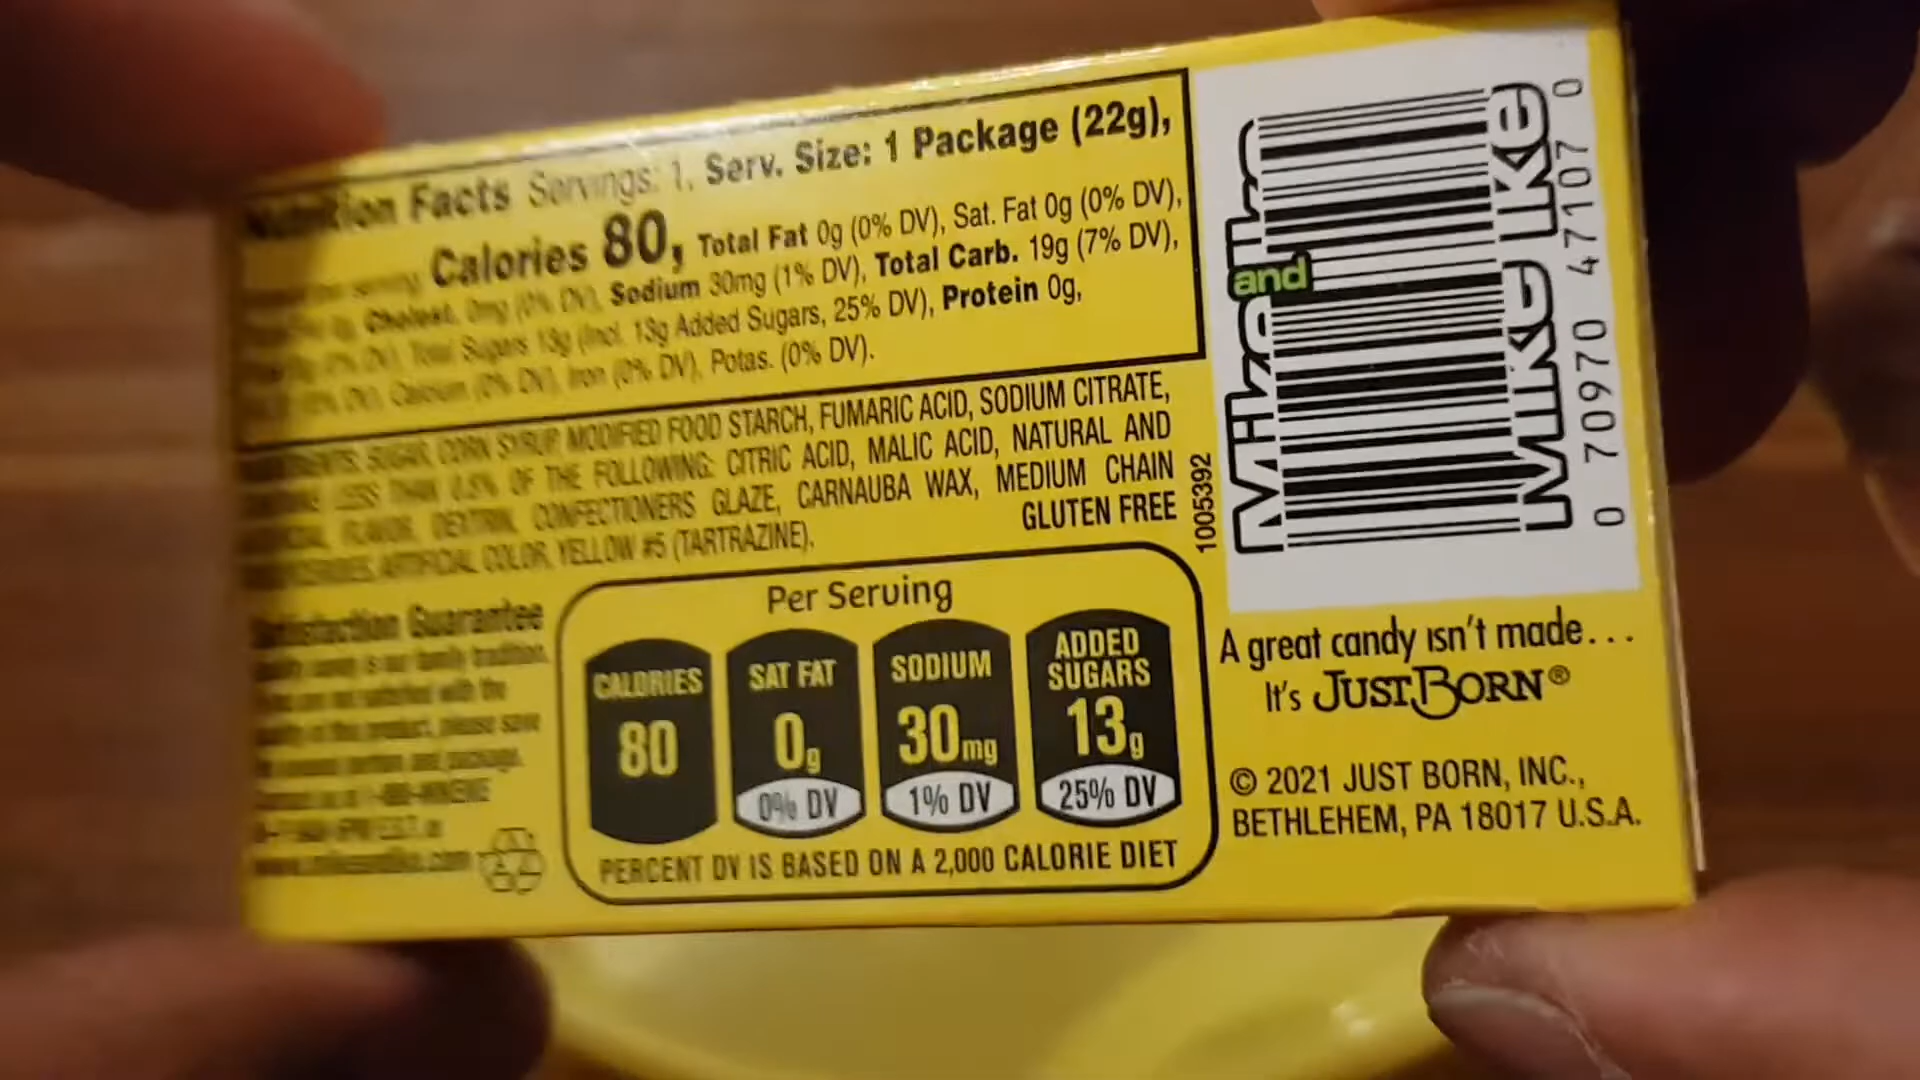 Nutrition Facts Servings: 1, Serv. Size: 1 Package (22g),
Calories 80, Total Fat 0g (0% DV), Sat. Fat 0g (0% DV),
Cholest. 0mg (0% DV), Sodium 30mg (1% DV), Total Carb. 19g (7% DV),
Total Sugars 13g (Incl. 13g Added Sugars, 25% DV), Protein 0g,
Calcium (0% DV), Iron (0% DV), Potas. (0% DV).
INGREDIENTS: SUGAR, CORN SYRUP, MODIFIED FOOD STARCH, FUMARIC ACID, SODIUM CITRATE,
LESS THAN 0.5% OF THE FOLLOWING: CITRIC ACID, MALIC ACID, NATURAL AND
FLAVOR, DEXTRIN, CONFECTIONERS GLAZE, CARNAUBA WAX, MEDIUM CHAIN
ARTIFICIAL COLOR, YELLOW #5 (TARTRAZINE).
GLUTEN FREE
1005392
Satisfaction Guarantee
www.mikeandike.com
Per Serving
CALORIES
80
SAT FAT
0g
0% DV
SODIUM
30mg
1% DV
ADDED
SUGARS
13g
25% DV
PERCENT DV IS BASED ON A 2,000 CALORIE DIET
Mike and Ike
MIKE IKE
0 70970 47107 0
A great candy isn't made...
It's JUST BORN®
© 2021 JUST BORN, INC.,
BETHLEHEM, PA 18017 U.S.A.